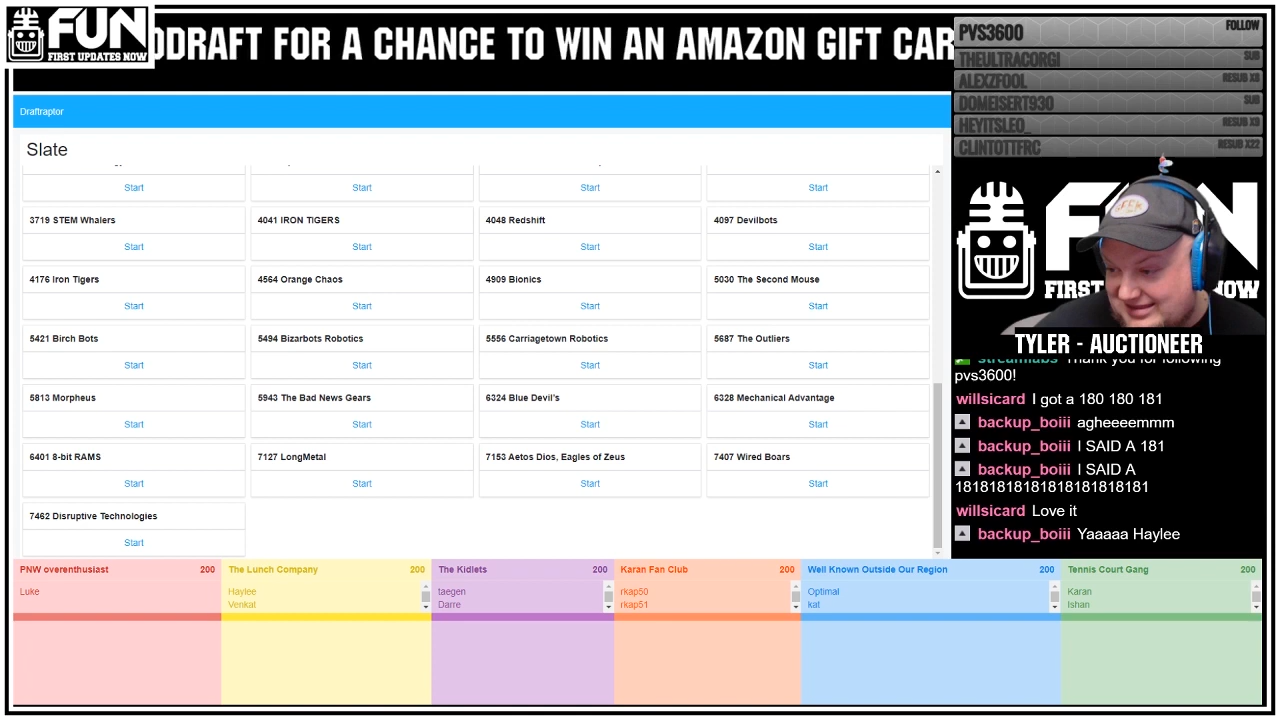 FUN
FIRST UPDATES NOW
DRAFT FOR A CHANCE TO WIN AN AMAZON GIFT CAR
Draftraptor
Slate
Start
Start
Start
Start
3719 STEM Whalers
4041 IRON TIGERS
4048 Redshift
4097 Devilbots
Start
Start
Start
Start
4176 Iron Tigers
4564 Orange Chaos
4909 Bionics
5030 The Second Mouse
Start
Start
Start
Start
5421 Birch Bots
5494 Bizarbots Robotics
5556 Carriagetown Robotics
5687 The Outliers
Start
Start
Start
Start
5813 Morpheus
5943 The Bad News Gears
6324 Blue Devil's
6328 Mechanical Advantage
Start
Start
Start
Start
6401 8-bit RAMS
7127 LongMetal
7153 Aetos Dios, Eagles of Zeus
7407 Wired Boars
Start
Start
Start
Start
7462 Disruptive Technologies
Start
PNW overenthusiast 200
Luke
The Lunch Company 200
Haylee
Venkat
The Kidlets 200
taegen
Darre
Karan Fan Club 200
rkap50
rkap51
Well Known Outside Our Region 200
Optimal
kat
Tennis Court Gang 200
Karan
Ishan
PVS3600 FOLLOW
THEULTRACORGI SUB
ALEXZFOOL RESUB X8
DOMEISERT930 SUB
HEYITSLEO_ RESUB X9
CLINTOTTFRC RESUB X22
FIRST
NOW
TYLER - AUCTIONEER
streamlabs Thank you for following
pvs3600!
willsicard I got a 180 180 181
backup_boiii agheeeemmm
backup_boiii I SAID A 181
backup_boiii I SAID A
181818181818181818181
willsicard Love it
backup_boiii Yaaaaa Haylee